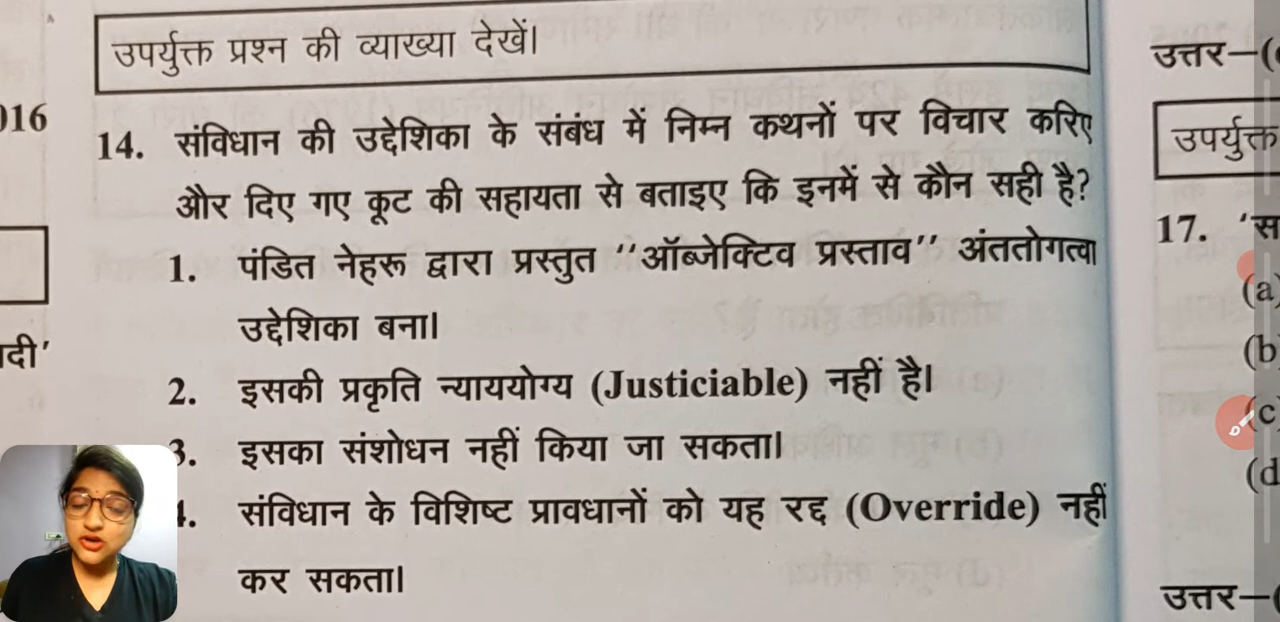 उपर्युक्त प्रश्न की व्याख्या देखें।
016
14. संविधान की उद्देशिका के संबंध में निम्न कथनों पर विचार करिए
और दिए गए कूट की सहायता से बताइए कि इनमें से कौन सही है?
1. पंडित नेहरू द्वारा प्रस्तुत ‘‘ऑब्जेक्टिव प्रस्ताव’’ अंततोगत्वा
उद्देशिका बना।
2. इसकी प्रकृति न्याययोग्य (Justiciable) नहीं है।
3. इसका संशोधन नहीं किया जा सकता।
4. संविधान के विशिष्ट प्रावधानों को यह रद्द (Override) नहीं
कर सकता।
उत्तर–(
उपर्युक्त
17.
(a)
(b)
(c)
(d)
उत्तर–(